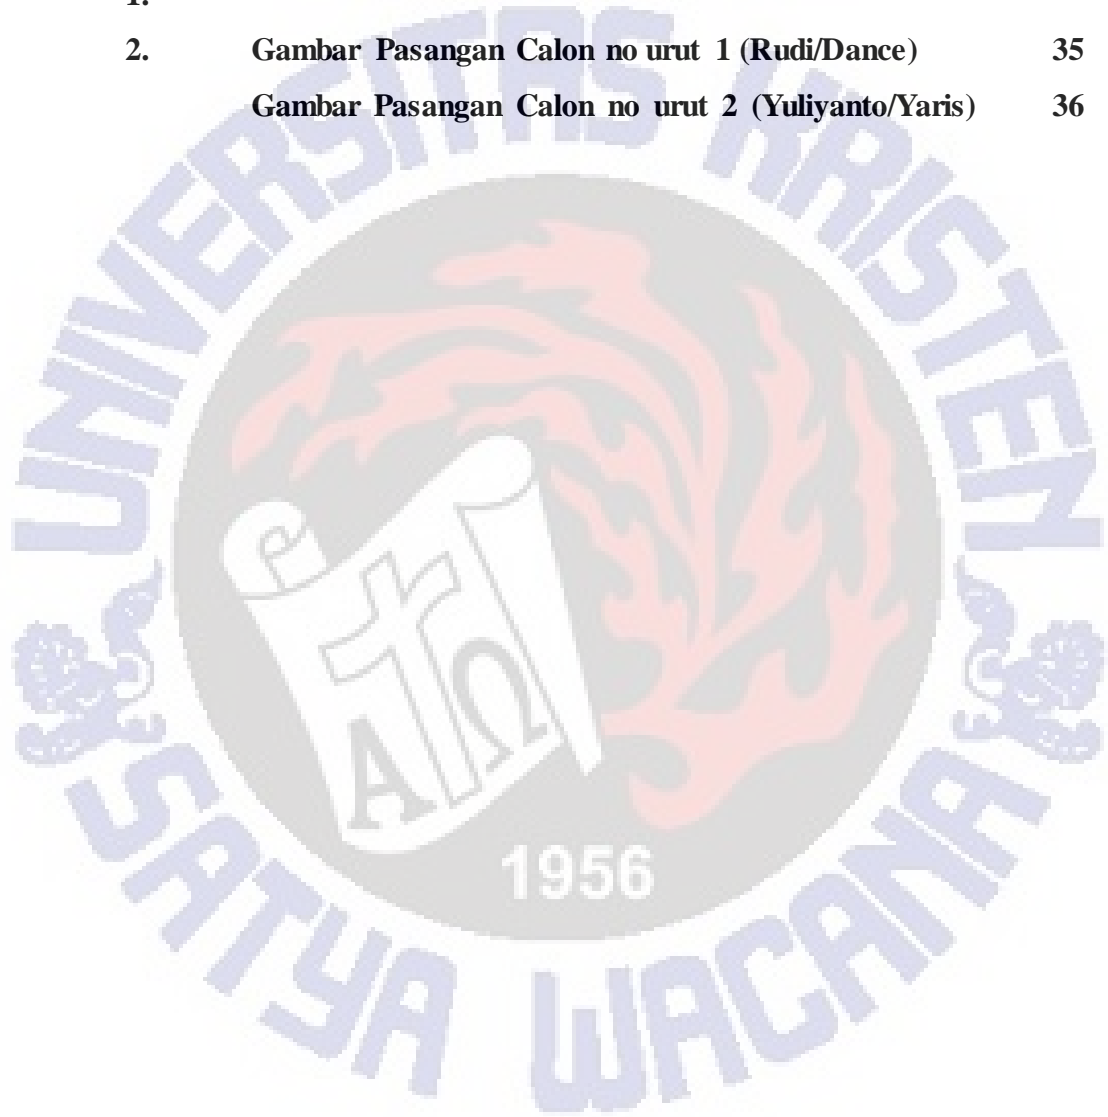 1.
2. Gambar Pasangan Calon no urut 1 (Rudi/Dance) 35
Gambar Pasangan Calon no urut 2 (Yuliyanto/Yaris) 36
UNIVERSITAS KRISTEN
Α Ω
1956
SATYA WACANA